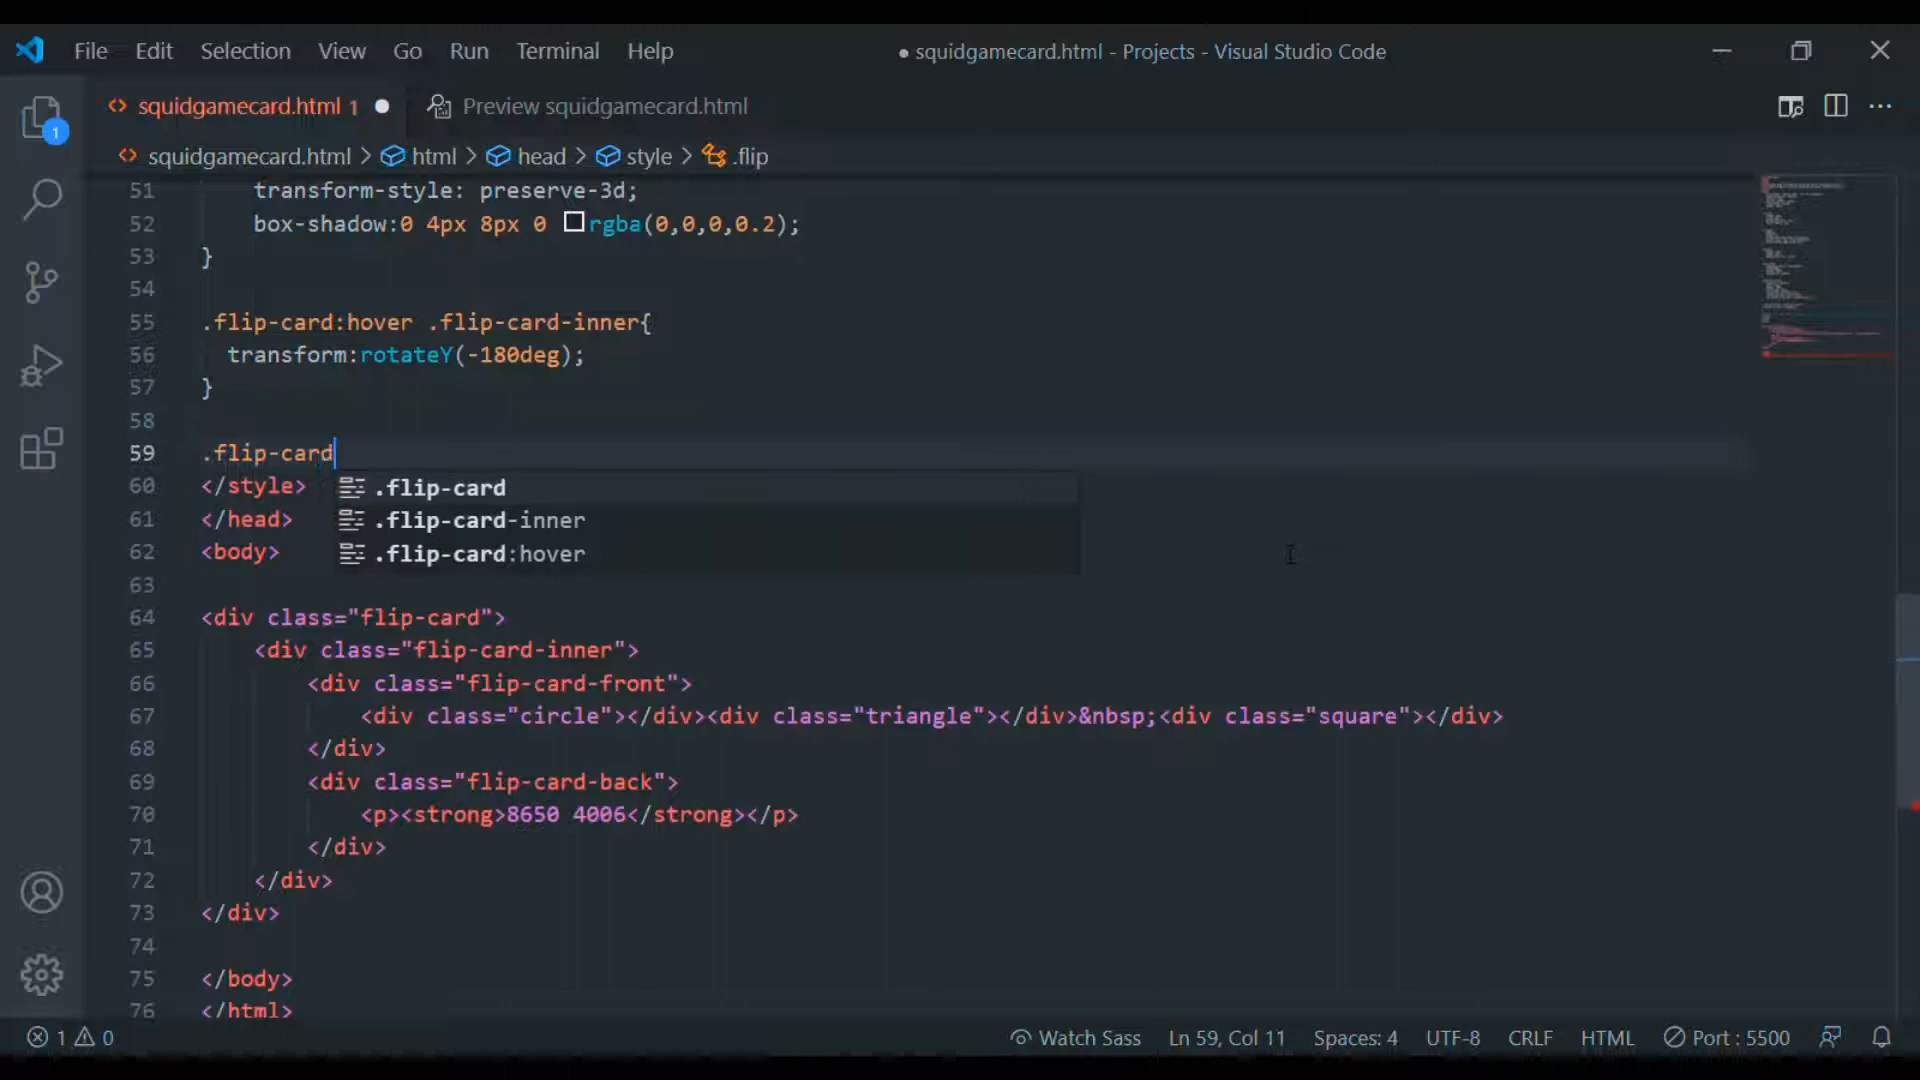 File Edit Selection View Go Run Terminal Help ● squidgamecard.html - Projects - Visual Studio Code
squidgamecard.html 1 ● Preview squidgamecard.html
squidgamecard.html > html > head > style > .flip
1
51 transform-style: preserve-3d;
52 box-shadow:0 4px 8px 0 rgba(0,0,0,0.2);
53 }
54
55 .flip-card:hover .flip-card-inner{
56 transform:rotateY(-180deg);
57 }
58
59 .flip-card
60 </style> .flip-card
61 </head> .flip-card-inner
62 <body> .flip-card:hover
63
64 <div class="flip-card">
65 <div class="flip-card-inner">
66 <div class="flip-card-front">
67 <div class="circle"></div><div class="triangle"></div>&nbsp;<div class="square"></div>
68 </div>
69 <div class="flip-card-back">
70 <p><strong>8650 4006</strong></p>
71 </div>
72 </div>
73 </div>
74
75 </body>
76 </html>
1 0 Watch Sass Ln 59, Col 11 Spaces: 4 UTF-8 CRLF HTML Port : 5500